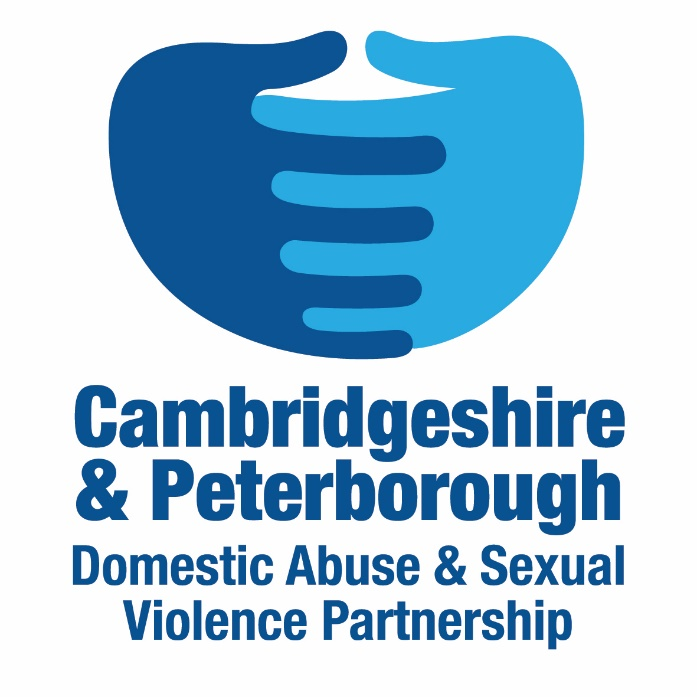 Cambridgeshire
& Peterborough
Domestic Abuse & Sexual
Violence Partnership